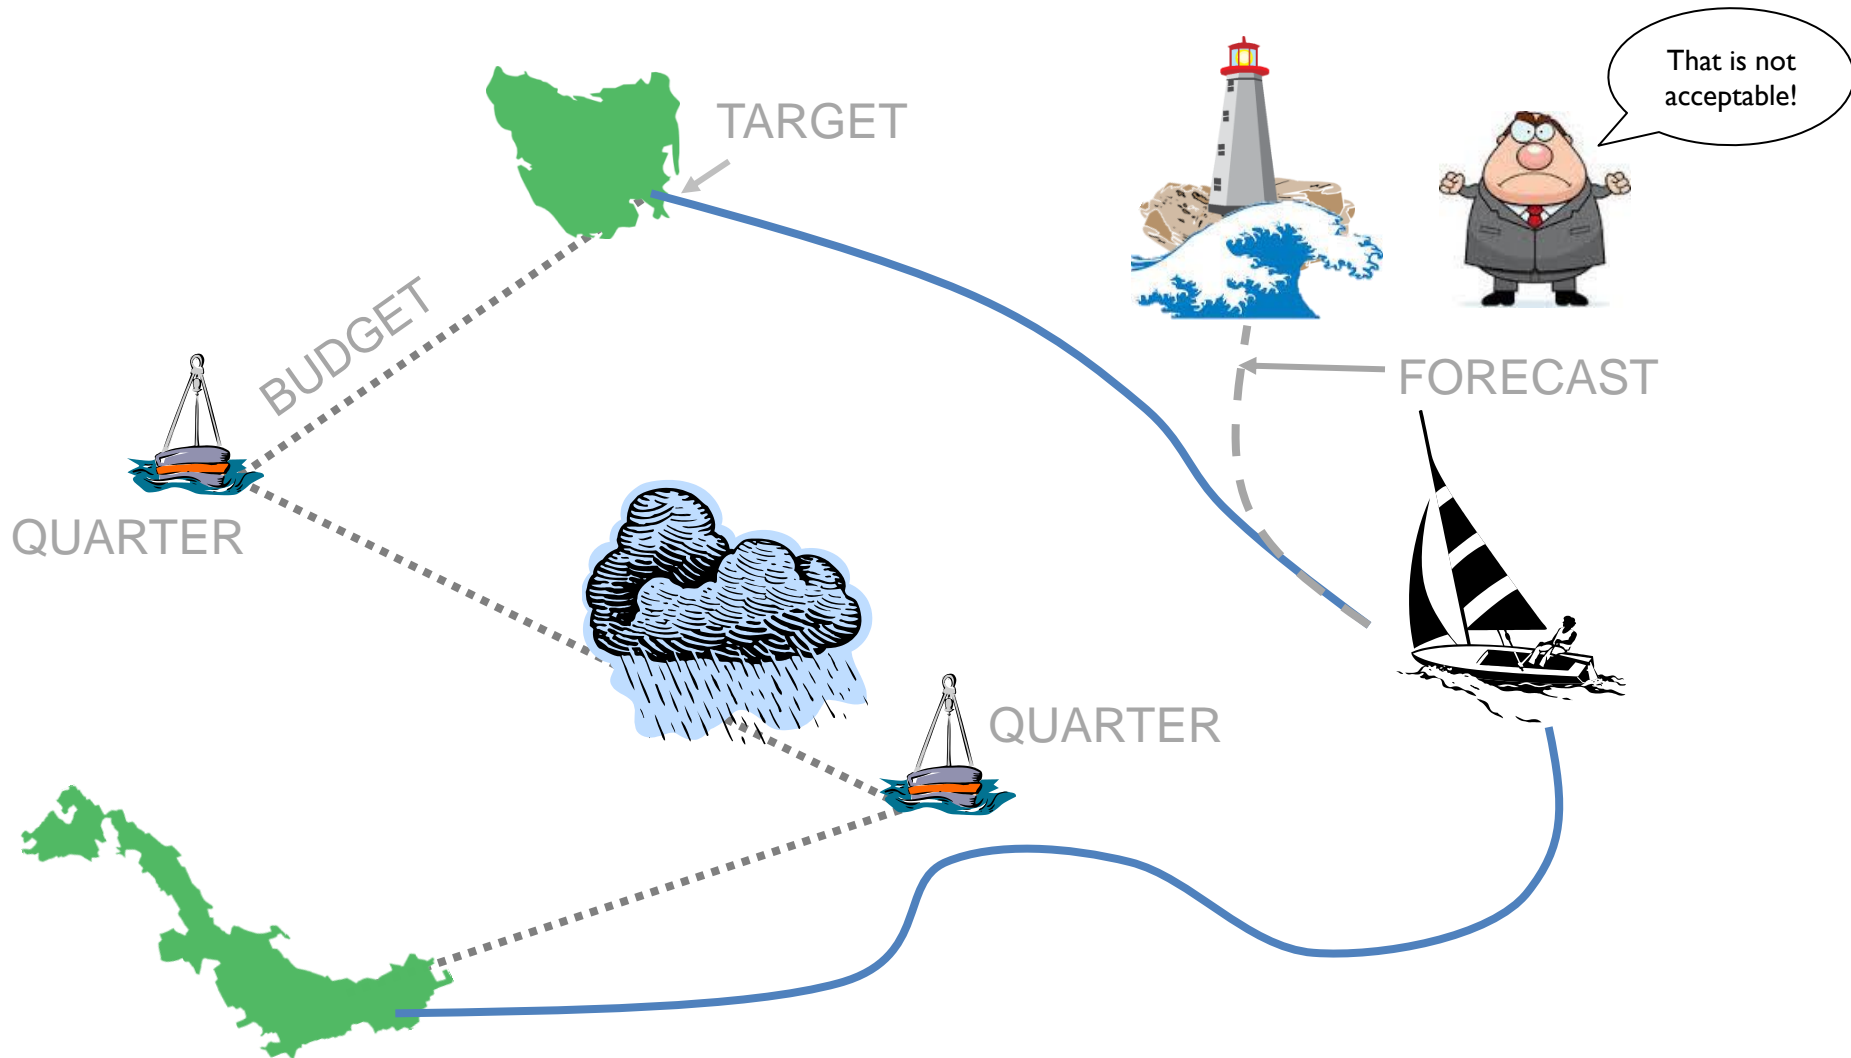 That is not
acceptable!
TARGET
BUDGET
FORECAST
QUARTER
QUARTER